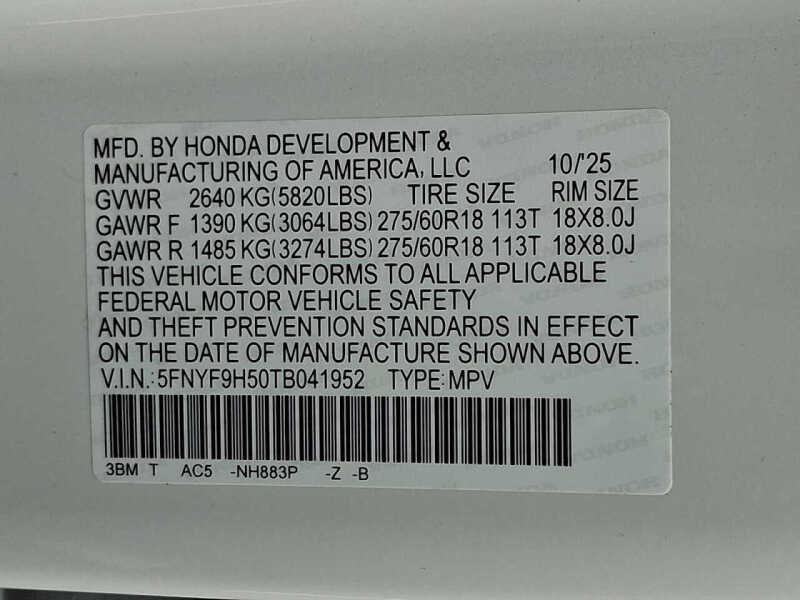 MFD. BY HONDA DEVELOPMENT &
MANUFACTURING OF AMERICA, LLC 10/'25
GVWR 2640 KG(5820LBS) TIRE SIZE RIM SIZE
GAWR F 1390 KG(3064LBS) 275/60R18 113T 18X8.0J
GAWR R 1485 KG(3274LBS) 275/60R18 113T 18X8.0J
THIS VEHICLE CONFORMS TO ALL APPLICABLE
FEDERAL MOTOR VEHICLE SAFETY
AND THEFT PREVENTION STANDARDS IN EFFECT
ON THE DATE OF MANUFACTURE SHOWN ABOVE.
V.I.N.:5FNYF9H50TB041952 TYPE:MPV
3BM T AC5 -NH883P -Z -B